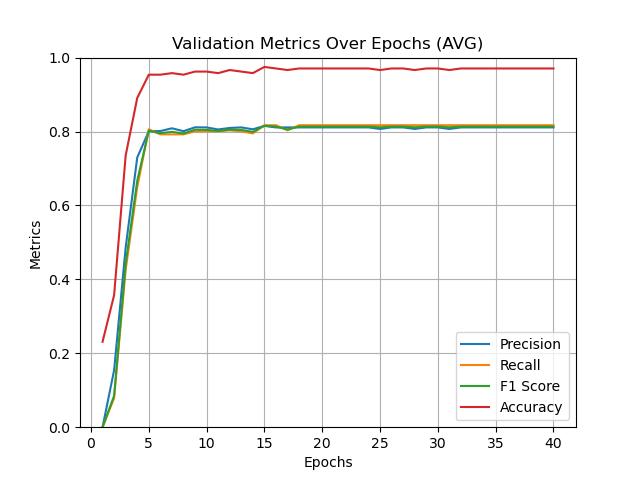 Validation Metrics Over Epochs (AVG)
1.0
0.8
0.6
0.4
0.2
0.0
Metrics
0 5 10 15 20 25 30 35 40
Epochs
Precision
Recall
F1 Score
Accuracy